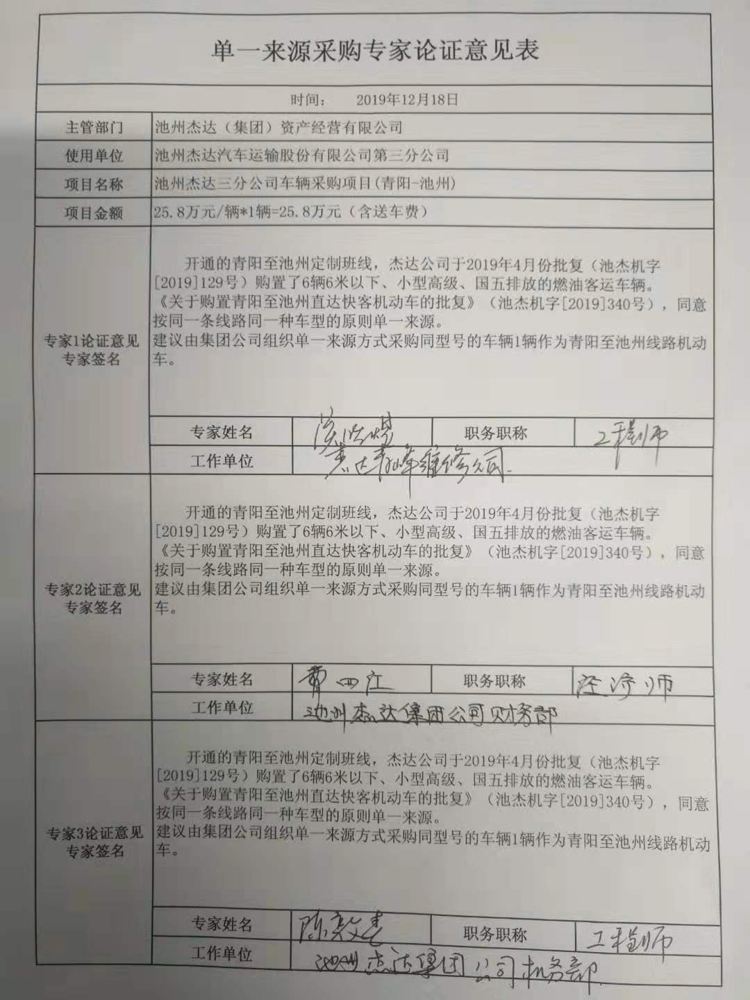 单一来源采购专家论证意见表
时间： 2019年12月18日
主管部门 池州杰达（集团）资产经营有限公司
使用单位 池州杰达汽车运输股份有限公司第三分公司
项目名称 池州杰达三分公司车辆采购项目(青阳-池州)
项目金额 25.8万元/辆*1辆=25.8万元（含送车费）
开通的青阳至池州定制班线，杰达公司于2019年4月份批复（池杰机字
[2019]129号）购置了6辆6米以下、小型高级、国五排放的燃油客运车辆。
《关于购置青阳至池州直达快客机动车的批复》（池杰机字[2019]340号），同意
按同一条线路同一种车型的原则单一来源。
专家1论证意见
专家签名
建议由集团公司组织单一来源方式采购同型号的车辆1辆作为青阳至池州线路机动
车。
专家姓名 职务职称 工程师
工作单位 杰达青峰维修公司
开通的青阳至池州定制班线，杰达公司于2019年4月份批复（池杰机字
[2019]129号）购置了6辆6米以下、小型高级、国五排放的燃油客运车辆。
《关于购置青阳至池州直达快客机动车的批复》（池杰机字[2019]340号），同意
按同一条线路同一种车型的原则单一来源。
专家2论证意见
专家签名
建议由集团公司组织单一来源方式采购同型号的车辆1辆作为青阳至池州线路机动
车。
专家姓名 费四江 职务职称 经济师
工作单位 池州杰达集团公司财务部
开通的青阳至池州定制班线，杰达公司于2019年4月份批复（池杰机字
[2019]129号）购置了6辆6米以下、小型高级、国五排放的燃油客运车辆。
《关于购置青阳至池州直达快客机动车的批复》（池杰机字[2019]340号），同意
按同一条线路同一种车型的原则单一来源。
专家3论证意见
专家签名
建议由集团公司组织单一来源方式采购同型号的车辆1辆作为青阳至池州线路机动
车。
专家姓名 职务职称 工程师
工作单位 池州杰达集团公司机务部